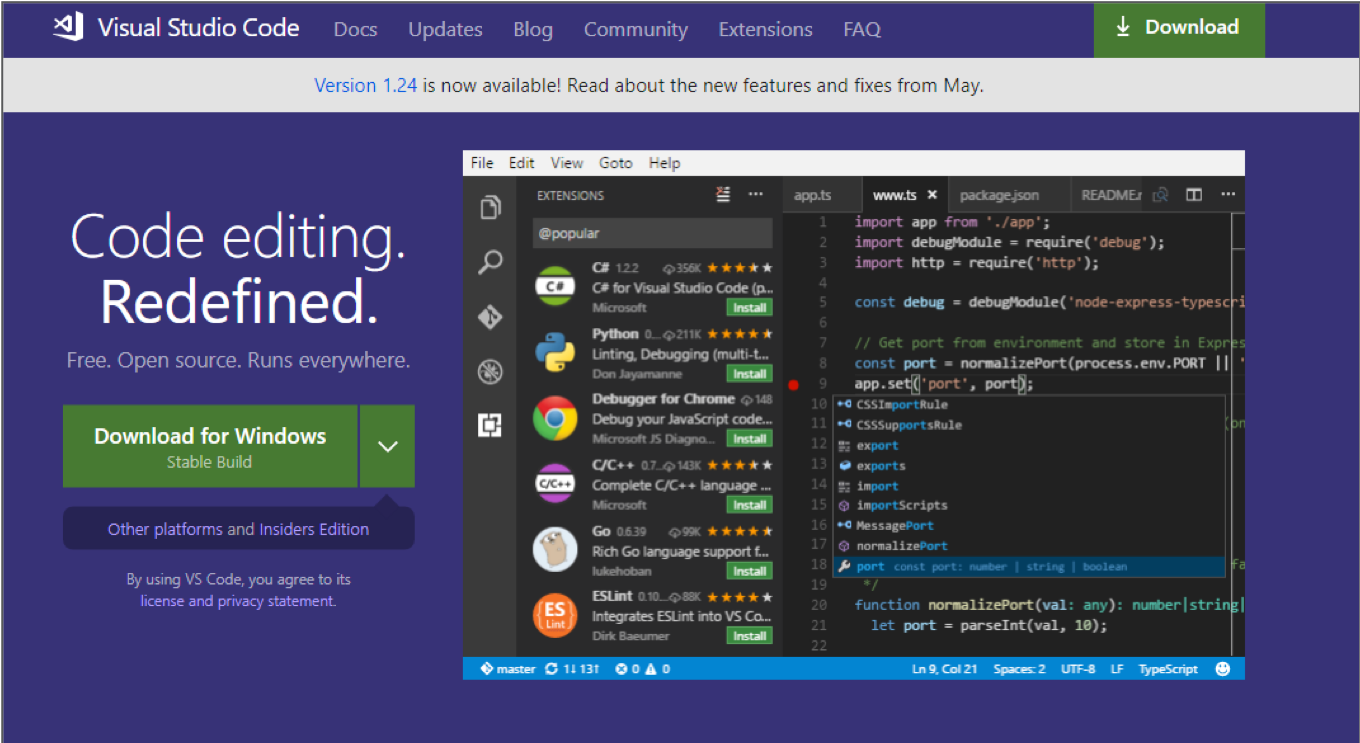 Visual Studio Code Docs Updates Blog Community Extensions FAQ Download
Version 1.24 is now available! Read about the new features and fixes from May.
Code editing.
Redefined.
Free. Open source. Runs everywhere.
Download for Windows
Stable Build
Other platforms and Insiders Edition
By using VS Code, you agree to its
license and privacy statement.
File Edit View Goto Help
EXTENSIONS
@popular
C# 1.2.2 356K
C# for Visual Studio Code (p...
Microsoft Install
Python 0... 211K
Linting, Debugging (multi-t...
Don Jayamanne Install
Debugger for Chrome 148
Debug your JavaScript code...
Microsoft JS Diagno... Install
C/C++ 0.7... 143K
Complete C/C++ language ...
Microsoft Install
Go 0.6.39 99K
Rich Go language support f...
lukehoban Install
ESLint 0.10... 88K
Integrates ESLint into VS Co...
Dirk Baeumer Install
C#
C/C++
ES
Lint
app.ts www.ts package.json README.
1 import app from './app';
2 import debugModule = require('debug');
3 import http = require('http');
4
5 const debug = debugModule('node-express-typescri
6
7 // Get port from environment and store in Expres
8 const port = normalizePort(process.env.PORT || '
9 app.set('port', port);
10 CSSImportRule
11 CSSSupportsRule
12 export
13 exports
14 import
15 importScripts
16 MessagePort
17 normalizePort
18 port const port: number | string | boolean
19 */
20 function normalizePort(val: any): number|string|
21 let port = parseInt(val, 10);
22
master 1↓ 13↑ 0 0 Ln 9, Col 21 Spaces: 2 UTF-8 LF TypeScript